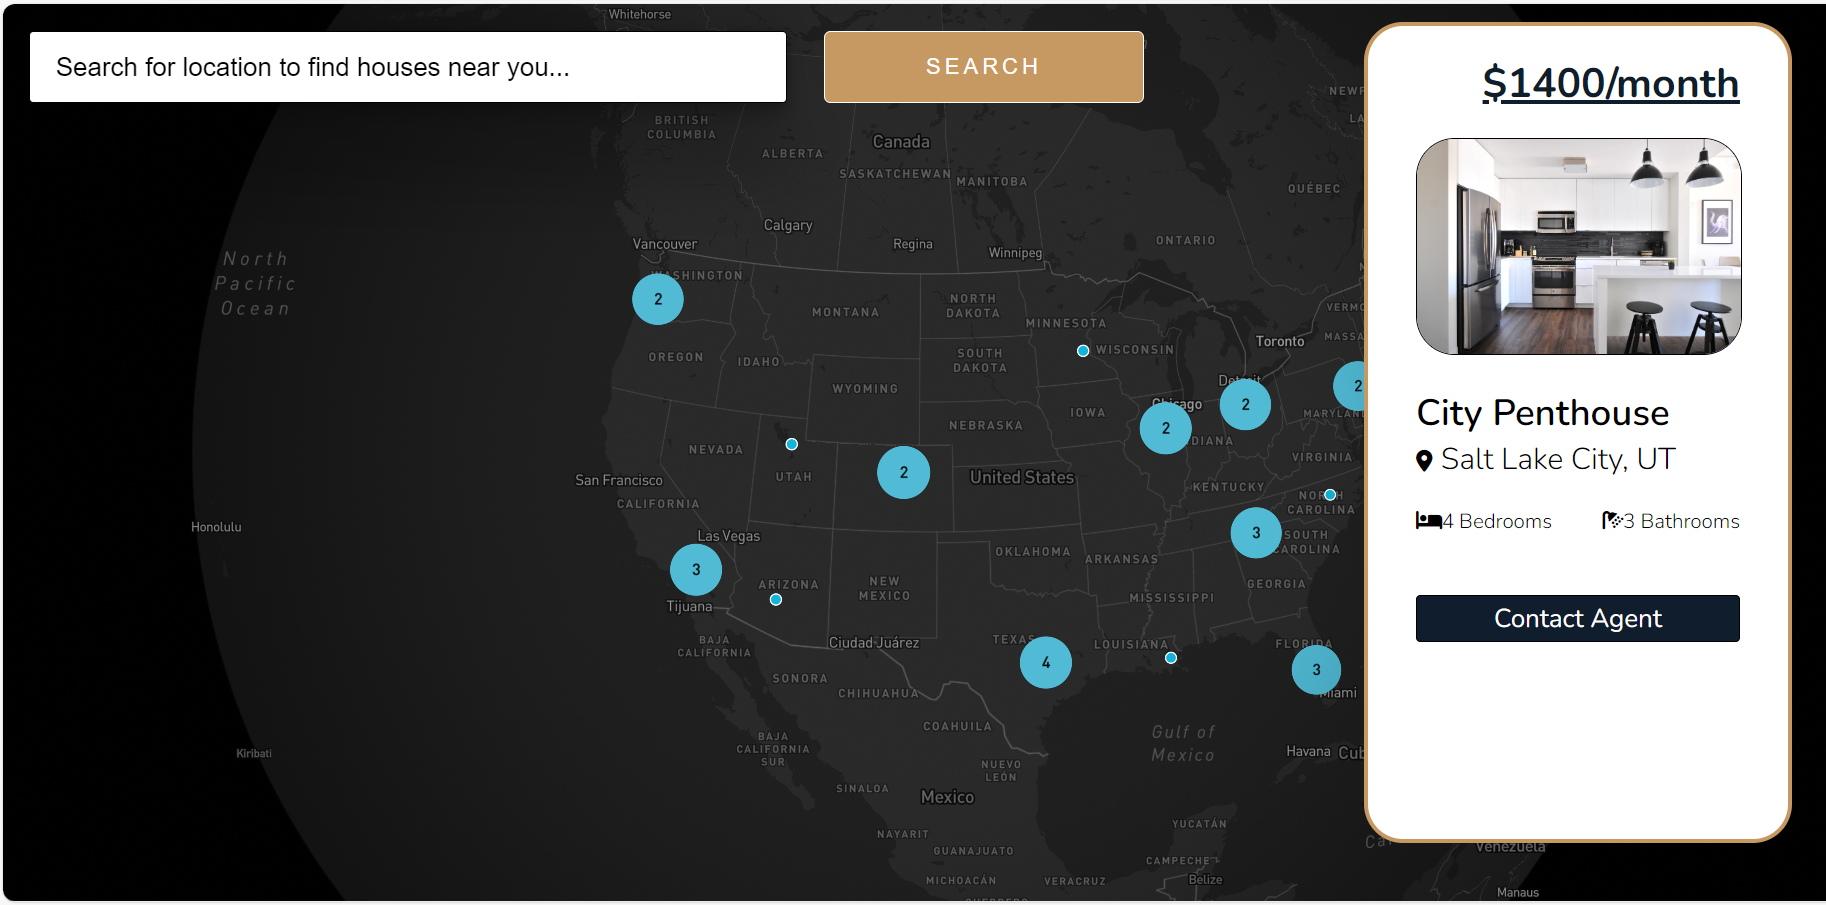 Whitehorse
Search for location to find houses near you...
SEARCH
$1400/month
BRITISH
COLUMBIA
ALBERTA
Canada
SASKATCHEWAN
MANITOBA
QUÉBEC
Calgary
Vancouver
Regina
Winnipeg
ONTARIO
North
Pacific
Ocean
WASHINGTON
2
MONTANA
NORTH
DAKOTA
MINNESOTA
WISCONSIN
Toronto
OREGON
IDAHO
SOUTH
DAKOTA
WYOMING
Detroit
2
2
Chicago
2
IOWA
NEBRASKA
NEVADA
UTAH
2
United States
San Francisco
CALIFORNIA
KENTUCKY
VIRGINIA
NORTH
CAROLINA
Honolulu
Las Vegas
3
SOUTH
CAROLINA
OKLAHOMA
ARKANSAS
3
ARIZONA
NEW
MEXICO
GEORGIA
MISSISSIPPI
Tijuana
BAJA
CALIFORNIA
Ciudad Juárez
TEXAS
4
LOUISIANA
FLORIDA
3
Miami
SONORA
CHIHUAHUA
COAHUILA
Gulf of
Mexico
Havana
Kiribati
BAJA
CALIFORNIA
SUR
NUEVO
LEÓN
SINALOA
Mexico
NAYARIT
GUANAJUATO
YUCATÁN
CAMPECHE
Belize
MICHOACÁN
VERACRUZ
GUERRERO
Venezuela
Manaus
City Penthouse
Salt Lake City, UT
4 Bedrooms
3 Bathrooms
Contact Agent